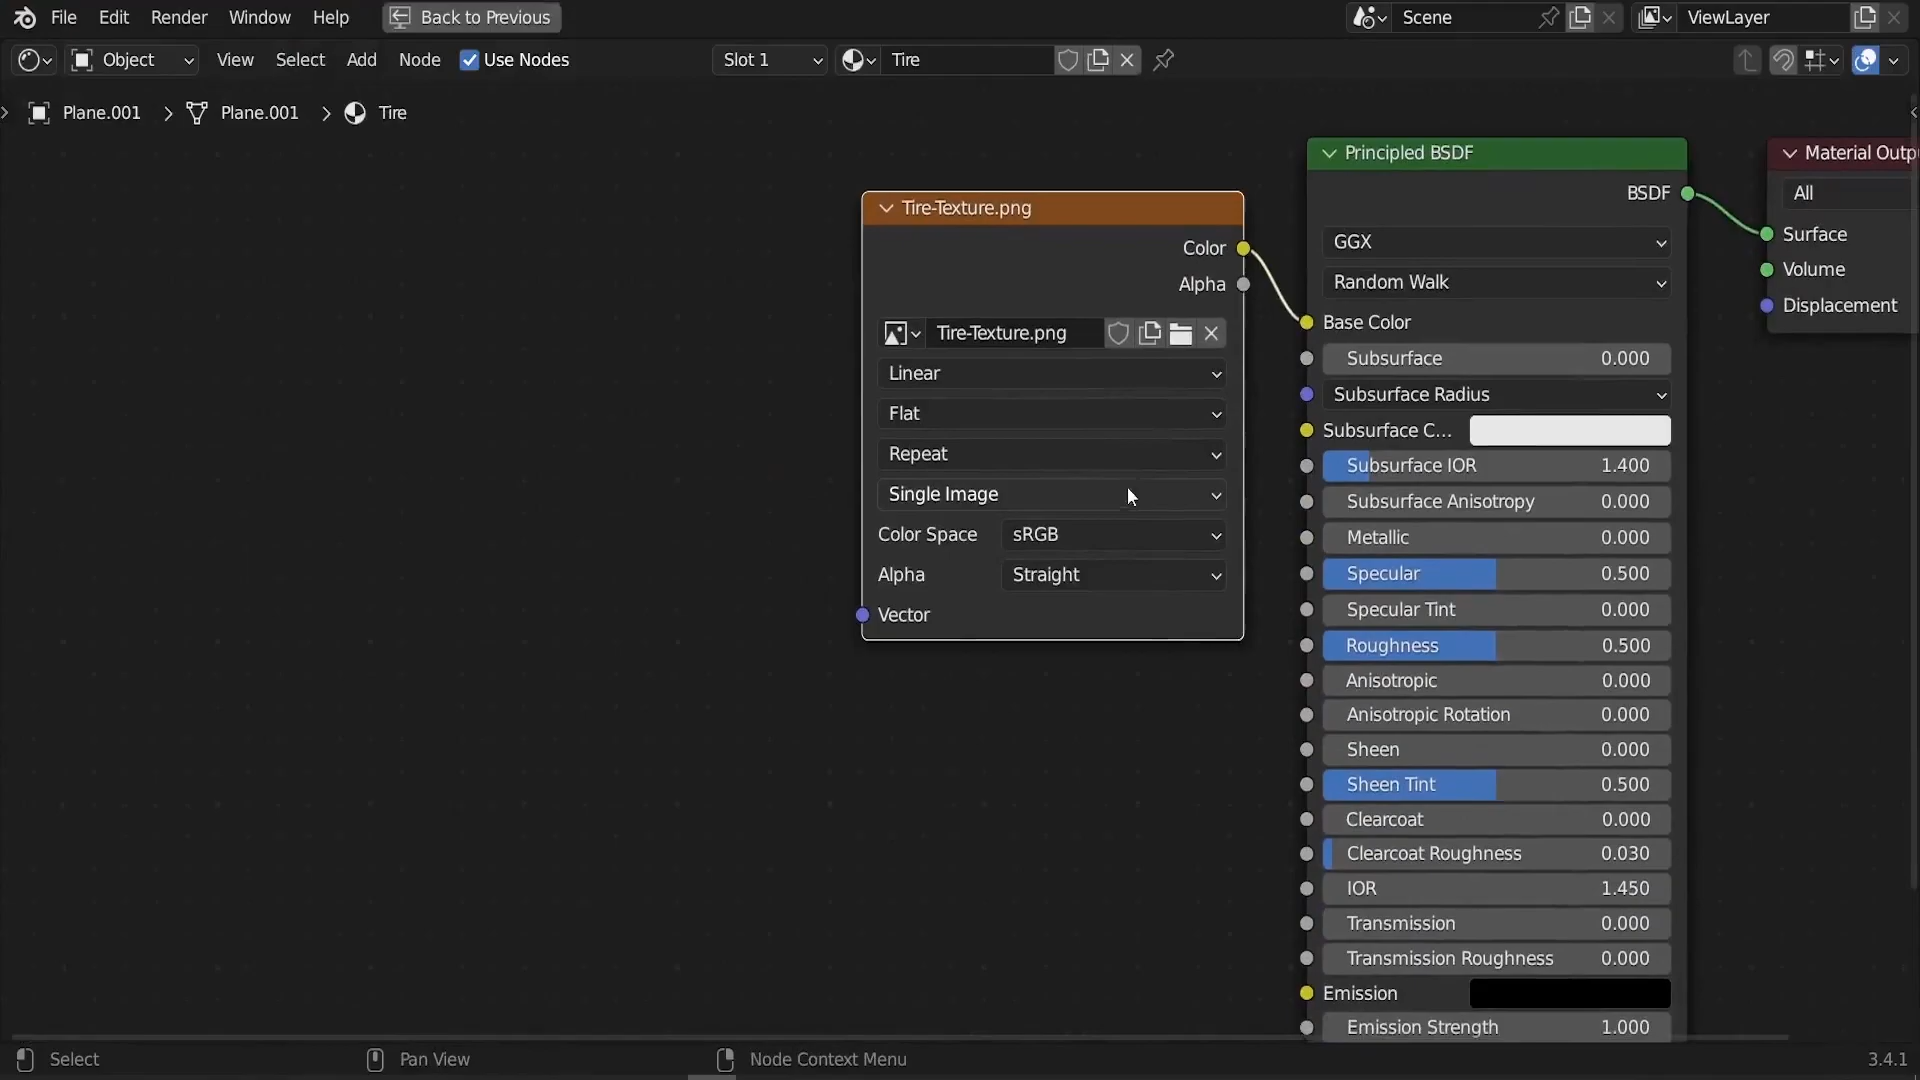 File Edit Render Window Help Back to Previous Scene ViewLayer
Object View Select Add Node Use Nodes Slot 1 Tire
Plane.001 Plane.001 Tire
Tire-Texture.png
Color
Alpha
Tire-Texture.png
Linear
Flat
Repeat
Single Image
Color Space sRGB
Alpha Straight
Vector
Principled BSDF
BSDF
GGX
Random Walk
Base Color
Subsurface 0.000
Subsurface Radius
Subsurface C...
Subsurface IOR 1.400
Subsurface Anisotropy 0.000
Metallic 0.000
Specular 0.500
Specular Tint 0.000
Roughness 0.500
Anisotropic 0.000
Anisotropic Rotation 0.000
Sheen 0.000
Sheen Tint 0.500
Clearcoat 0.000
Clearcoat Roughness 0.030
IOR 1.450
Transmission 0.000
Transmission Roughness 0.000
Emission
Emission Strength 1.000
Material Outp
All
Surface
Volume
Displacement
Select Pan View Node Context Menu 3.4.1